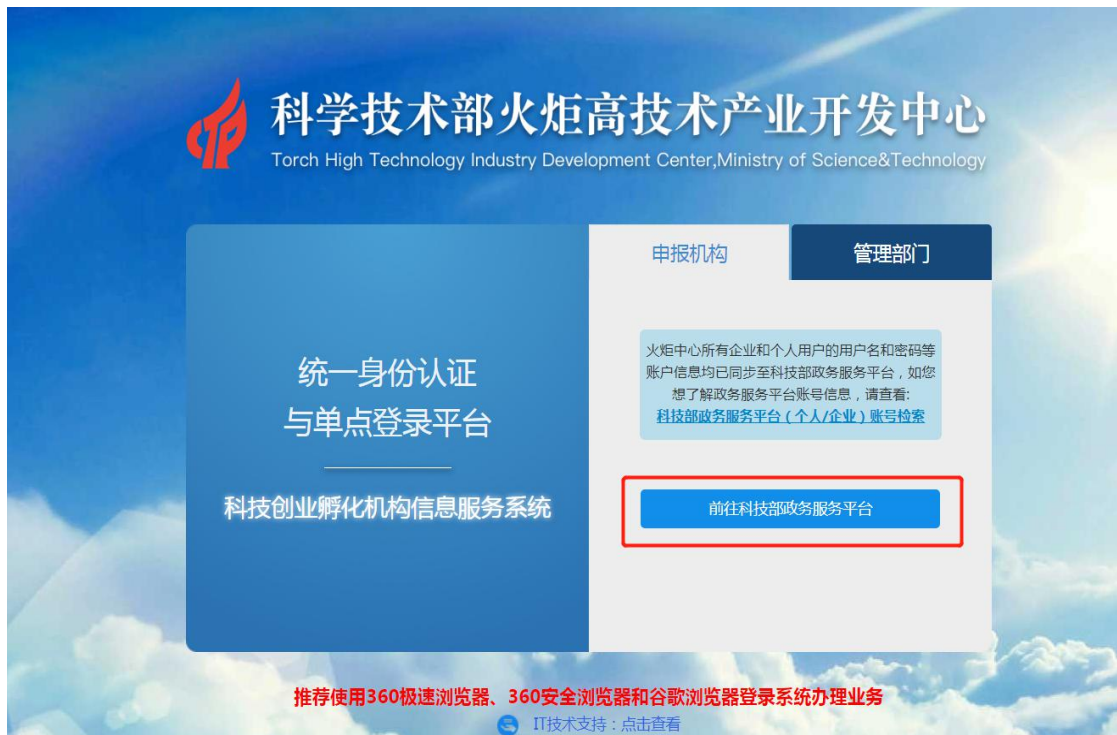 科学技术部火炬高技术产业开发中心
Torch High Technology Industry Development Center,Ministry of Science&Technology
统一身份认证
与单点登录平台
科技创业孵化机构信息服务系统
申报机构
管理部门
火炬中心所有企业和个人用户的用户名和密码等
账户信息均已同步至科技部政务服务平台，如您
想了解政务服务平台账号信息，请查看:
科技部政务服务平台（个人/企业）账号检索
前往科技部政务服务平台
推荐使用360极速浏览器、360安全浏览器和谷歌浏览器登录系统办理业务
IT技术支持：点击查看